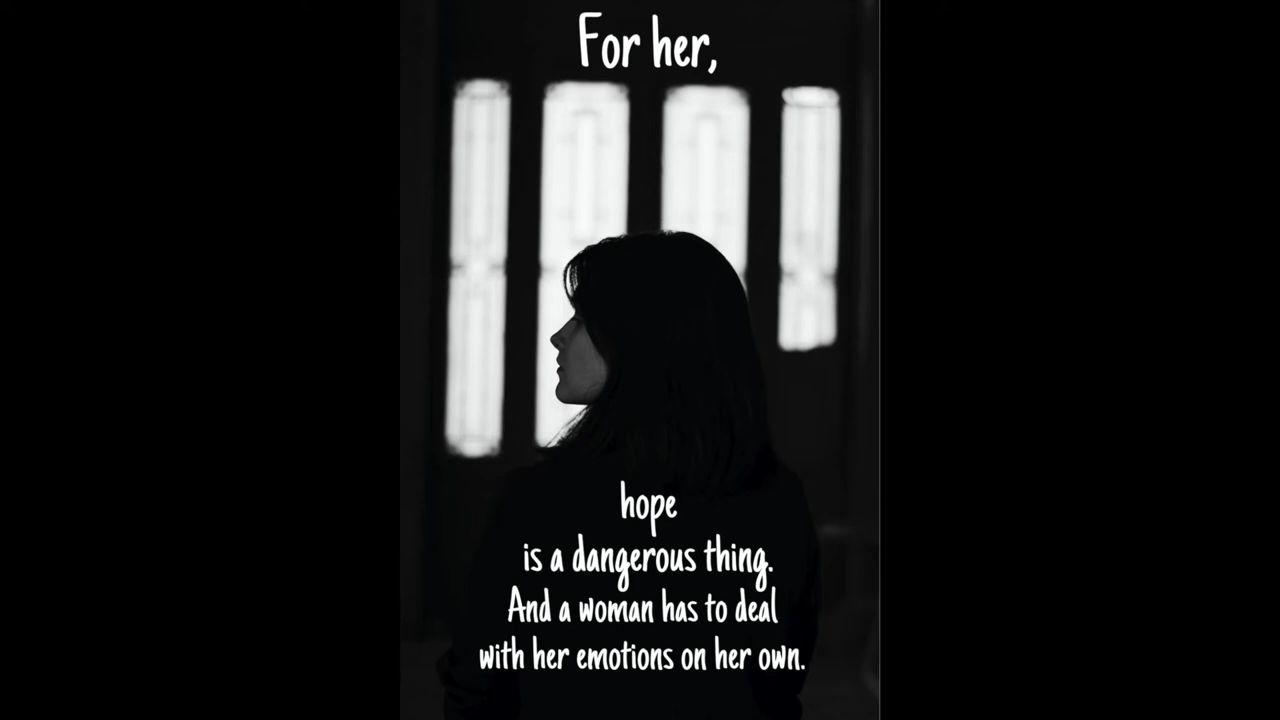 For her,
hope
is a dangerous thing.
And a woman has to deal
with her emotions on her own.